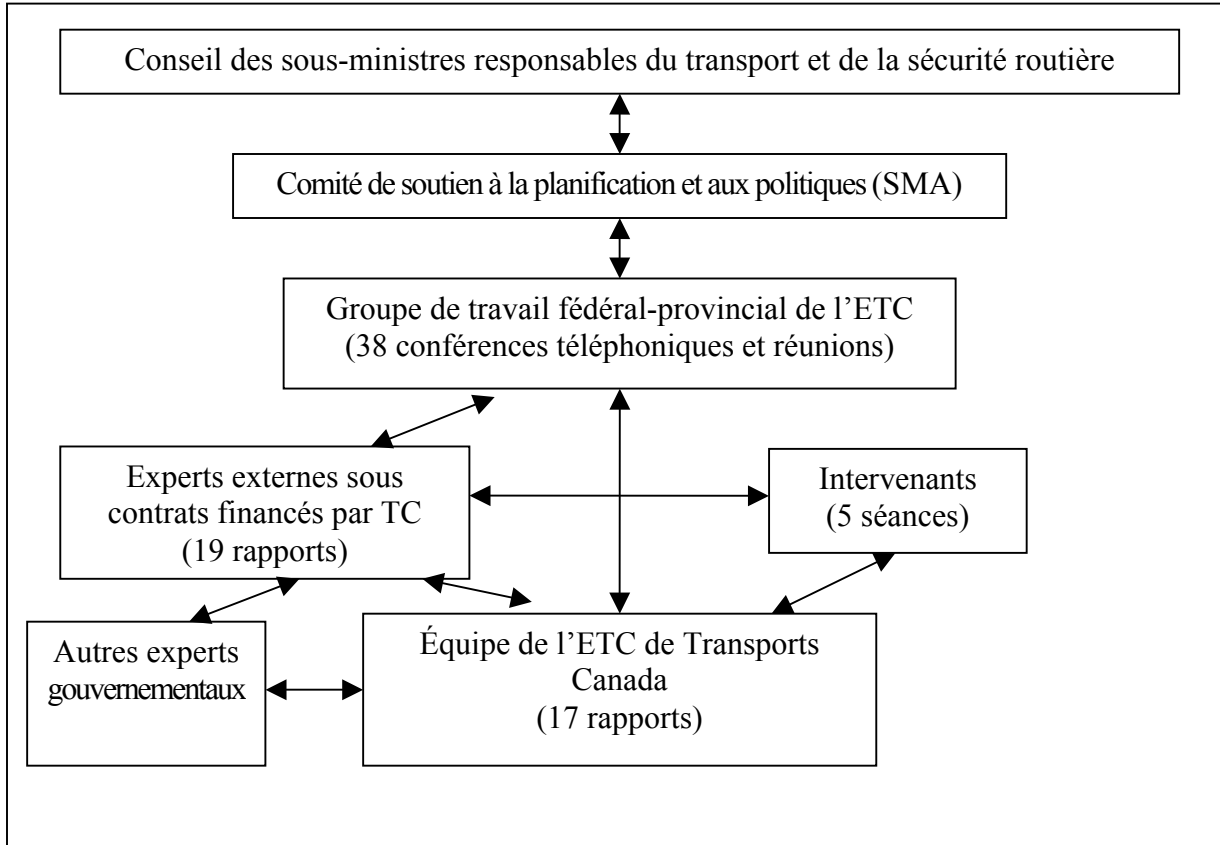 Conseil des sous-ministres responsables du transport et de la sécurité routière
Comité de soutien à la planification et aux politiques (SMA)
Groupe de travail fédéral-provincial de l’ETC
(38 conférences téléphoniques et réunions)
Experts externes sous
contrats financés par TC
(19 rapports)
Intervenants
(5 séances)
Autres experts
gouvernementaux
Équipe de l’ETC de Transports
Canada
(17 rapports)